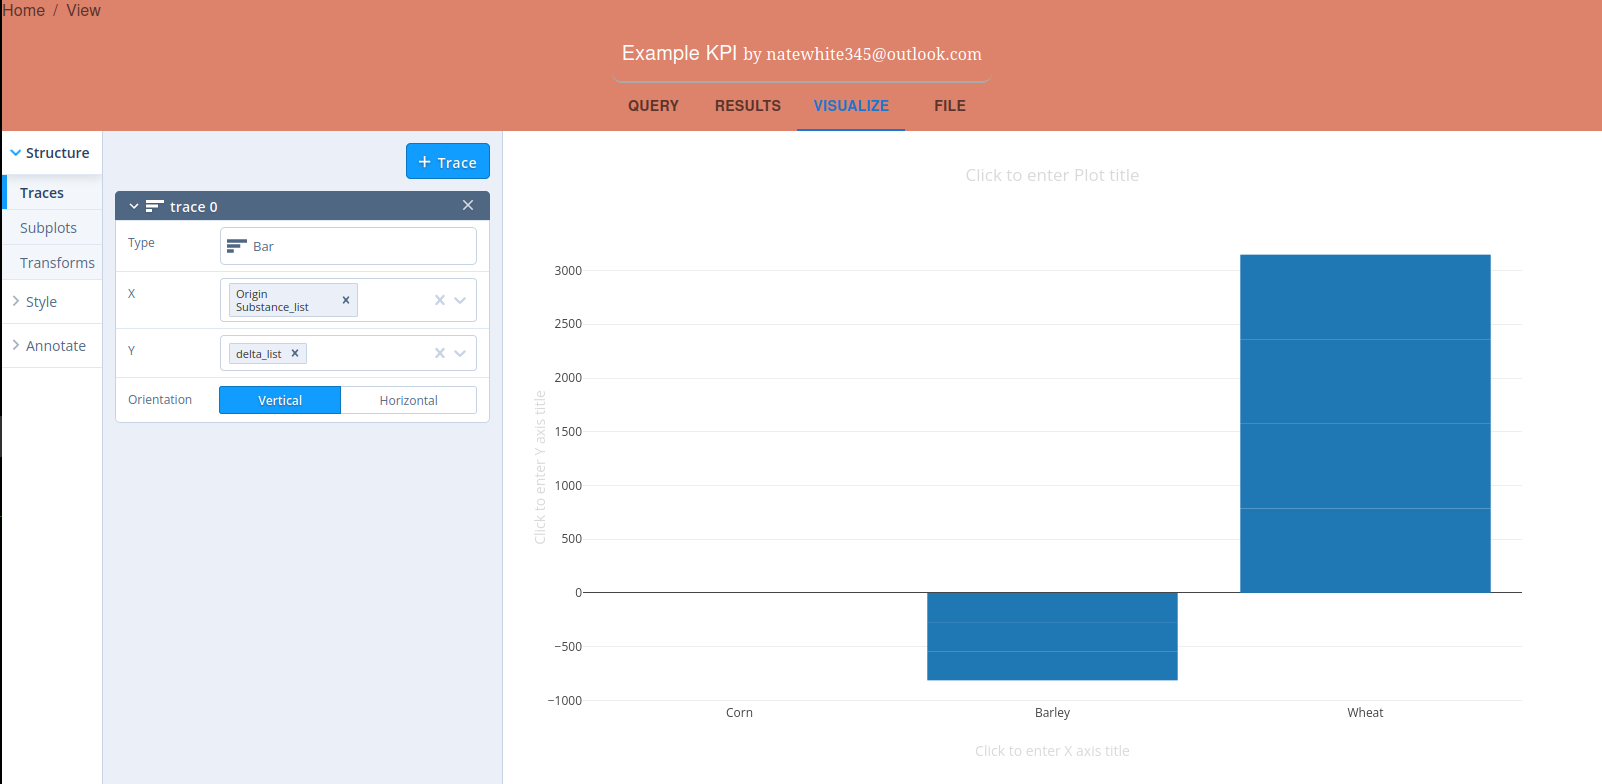 Home / View
Example KPI by natewhite345@outlook.com
QUERY RESULTS VISUALIZE FILE
Structure
Traces
Subplots
Transforms
Style
Annotate
+ Trace
trace 0
Type
Bar
X
Origin
Substance_list
Y
delta_list
Orientation
Vertical
Horizontal
Click to enter Plot title
Click to enter Y axis title
3000
2500
2000
1500
1000
500
0
−500
−1000
Corn Barley Wheat
Click to enter X axis title